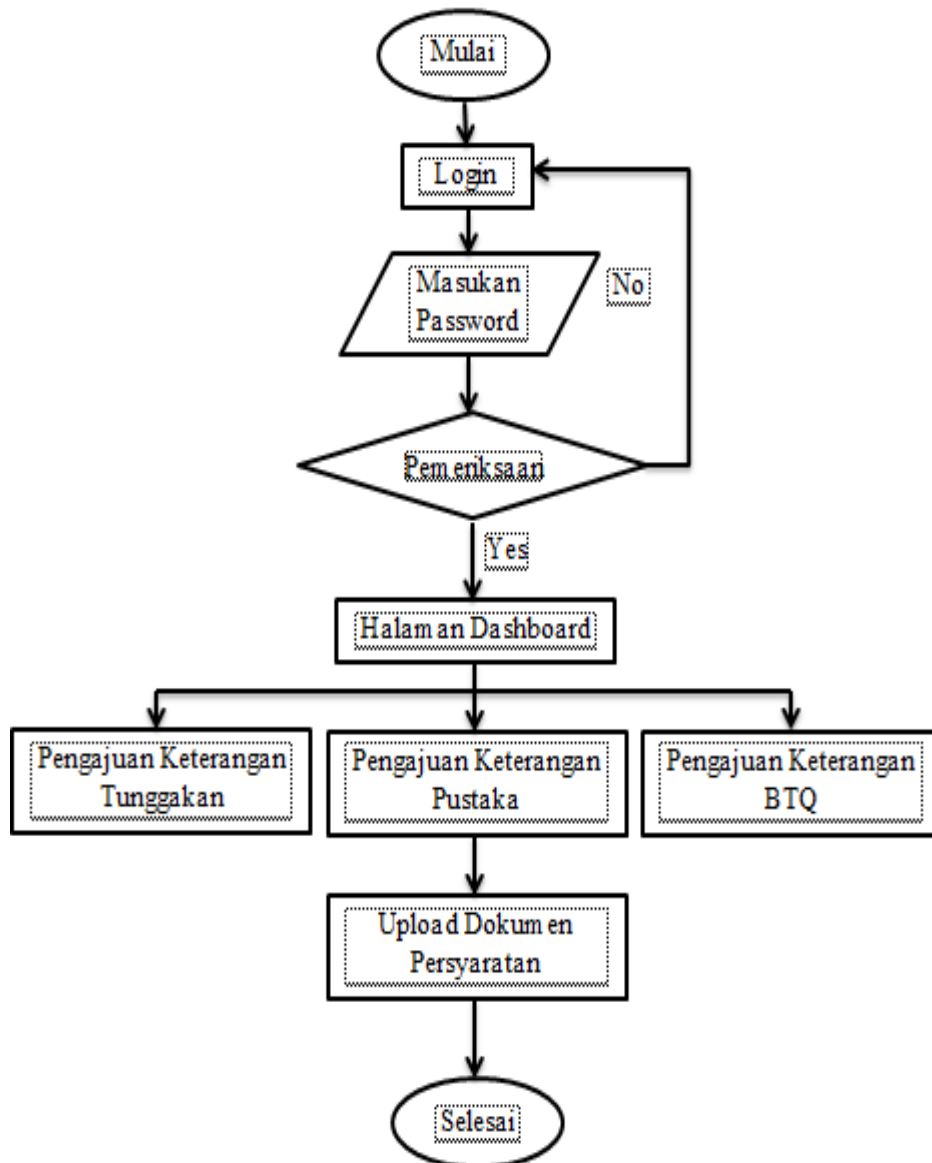 Mulai
Login
Masukan
Password
No
Pemeriksaan
Yes
Halaman Dashboard
Pengajuan Keterangan
Tunggakan
Pengajuan Keterangan
Pustaka
Pengajuan Keterangan
BTQ
Upload Dokumen
Persyaratan
Selesai